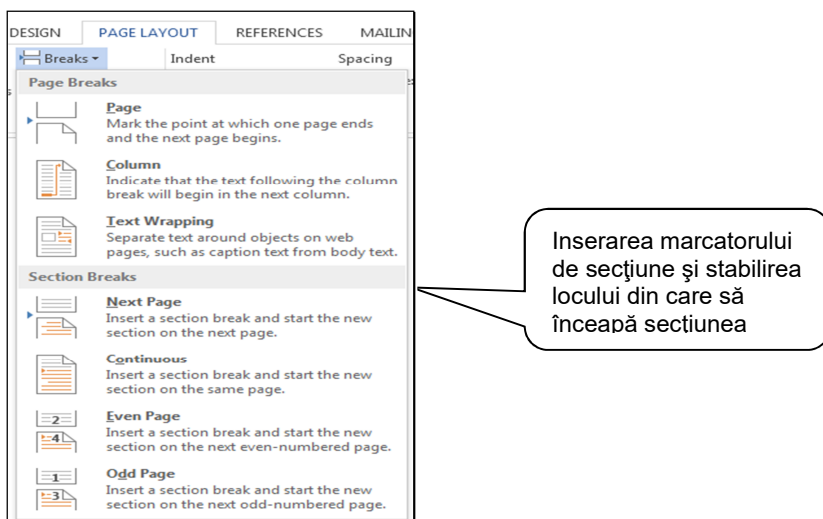 DESIGN PAGE LAYOUT REFERENCES MAILIN
Breaks Indent Spacing
Page Breaks
Page
Mark the point at which one page ends
and the next page begins.
Column
Indicate that the text following the column
break will begin in the next column.
Text Wrapping
Separate text around objects on web
pages, such as caption text from body text.
Section Breaks
Next Page
Insert a section break and start the new
section on the next page.
Continuous
Insert a section break and start the new
section on the same page.
Even Page
Insert a section break and start the new
section on the next even-numbered page.
Odd Page
Insert a section break and start the new
section on the next odd-numbered page.
Inserarea marcatorului
de secţiune şi stabilirea
locului din care să
înceapă secţiunea